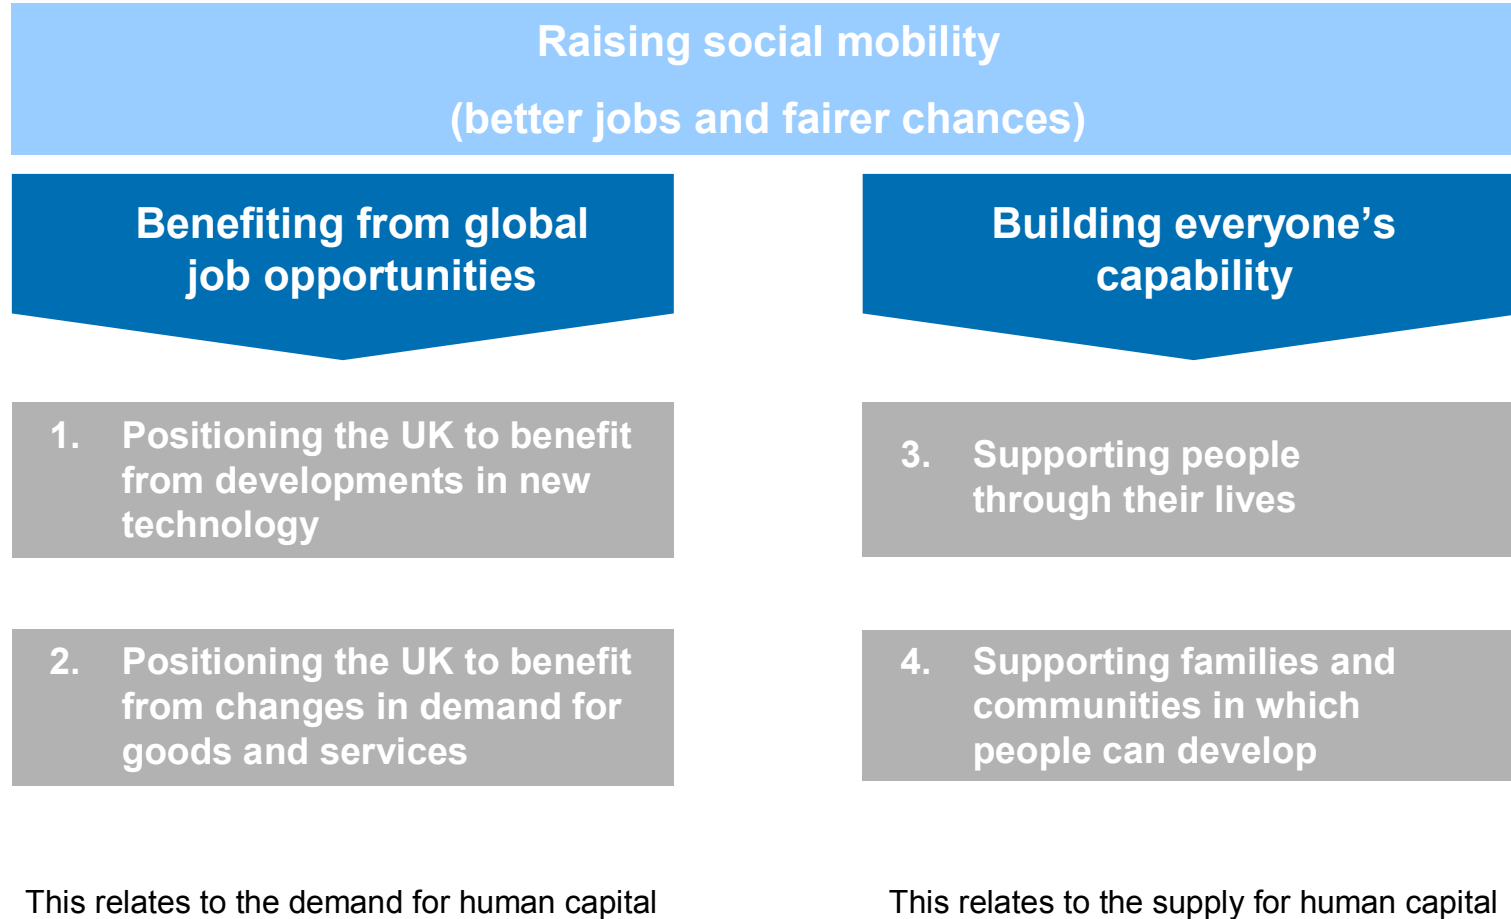 Raising social mobility
(better jobs and fairer chances)
Benefiting from global
job opportunities
1. Positioning the UK to benefit
from developments in new
technology
2. Positioning the UK to benefit
from changes in demand for
goods and services
This relates to the demand for human capital
Building everyone’s
capability
3. Supporting people
through their lives
4. Supporting families and
communities in which
people can develop
This relates to the supply for human capital